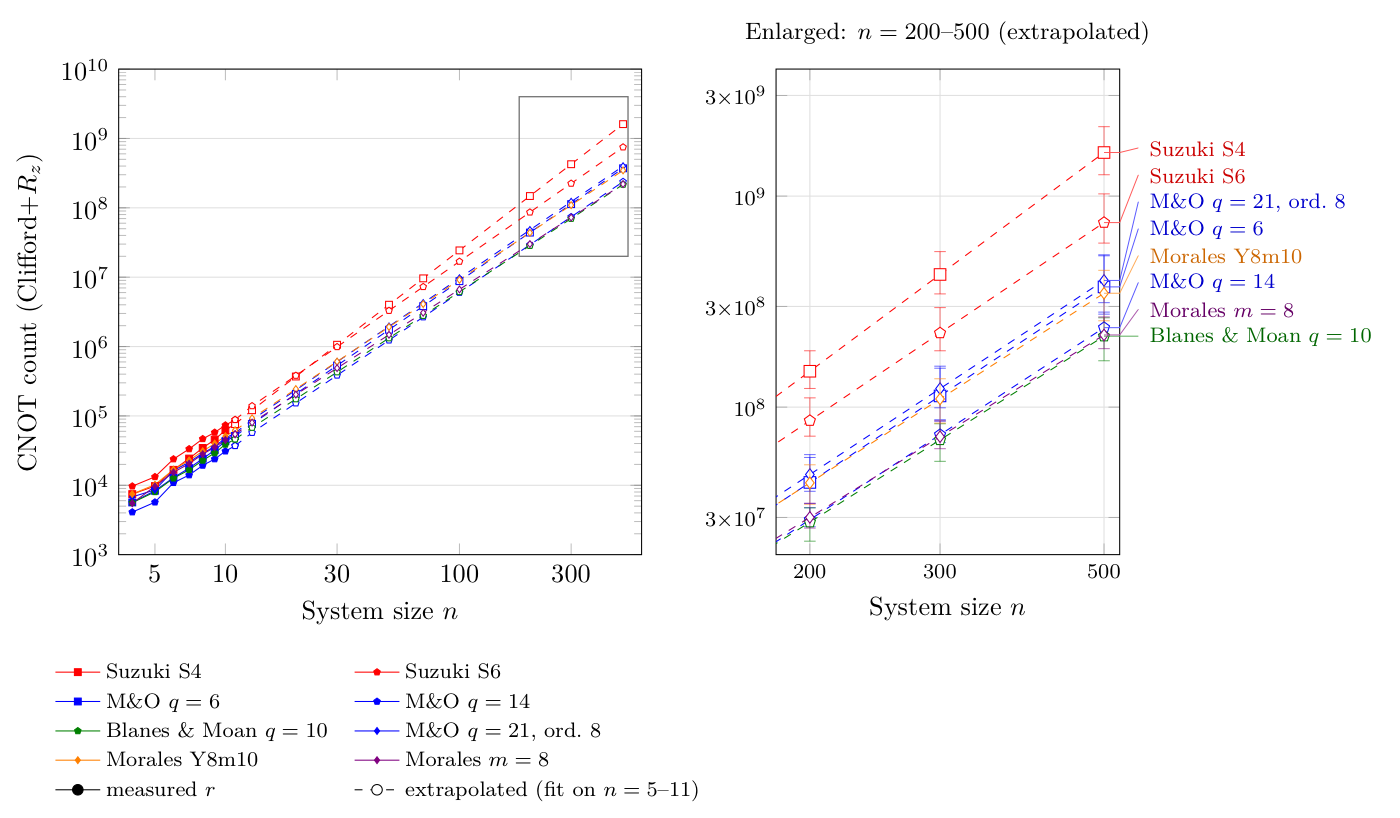 Enlarged: n = 200–500 (extrapolated)
CNOT count (Clifford+R_z)
10^10
10^9
10^8
10^7
10^6
10^5
10^4
10^3
5 10 30 100 300
System size n
3×10^9
10^9
3×10^8
10^8
3×10^7
200 300 500
System size n
Suzuki S4
Suzuki S6
M&O q = 21, ord. 8
M&O q = 6
Morales Y8m10
M&O q = 14
Morales m = 8
Blanes & Moan q = 10
Suzuki S4 Suzuki S6
M&O q = 6 M&O q = 14
Blanes & Moan q = 10 M&O q = 21, ord. 8
Morales Y8m10 Morales m = 8
measured r extrapolated (fit on n = 5–11)